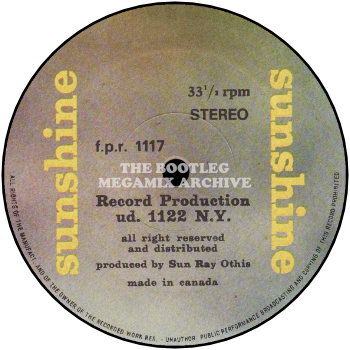 sunshine
sunshine
33 1/3 rpm
STEREO
f.p.r. 1117
THE BOOTLEG
MEGAMIX ARCHIVE
Record Production
ud. 1122 N.Y.
all right reserved
and distributed
produced by Sun Ray Othis
made in canada
ALL RIGHTS OF THE MANUFACT. AND OF THE OWNER OF THE RECORDED WORK RES. - UNAUTHOR. PUBLIC PERFORMANCE BROADCASTING AND COPYING OF THIS RECORD PROHIBITED